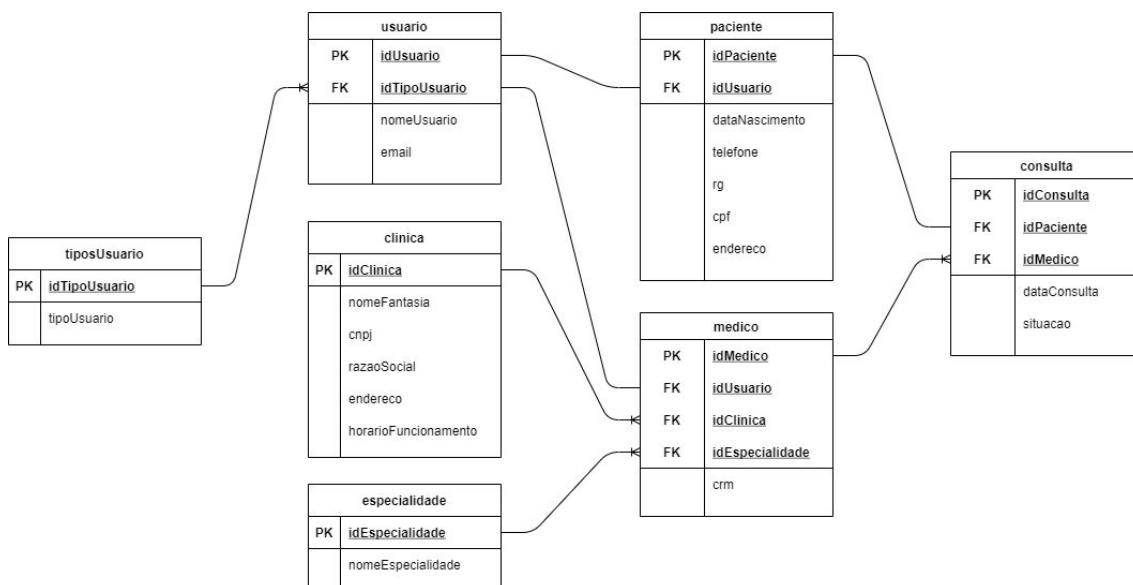 usuario
PK idUsuario
FK idTipoUsuario
nomeUsuario
email
paciente
PK idPaciente
FK idUsuario
dataNascimento
telefone
rg
cpf
endereco
consulta
PK idConsulta
FK idPaciente
FK idMedico
dataConsulta
situacao
tiposUsuario
PK idTipoUsuario
tipoUsuario
clinica
PK idClinica
nomeFantasia
cnpj
razaoSocial
endereco
horarioFuncionamento
medico
PK idMedico
FK idUsuario
FK idClinica
FK idEspecialidade
crm
especialidade
PK idEspecialidade
nomeEspecialidade